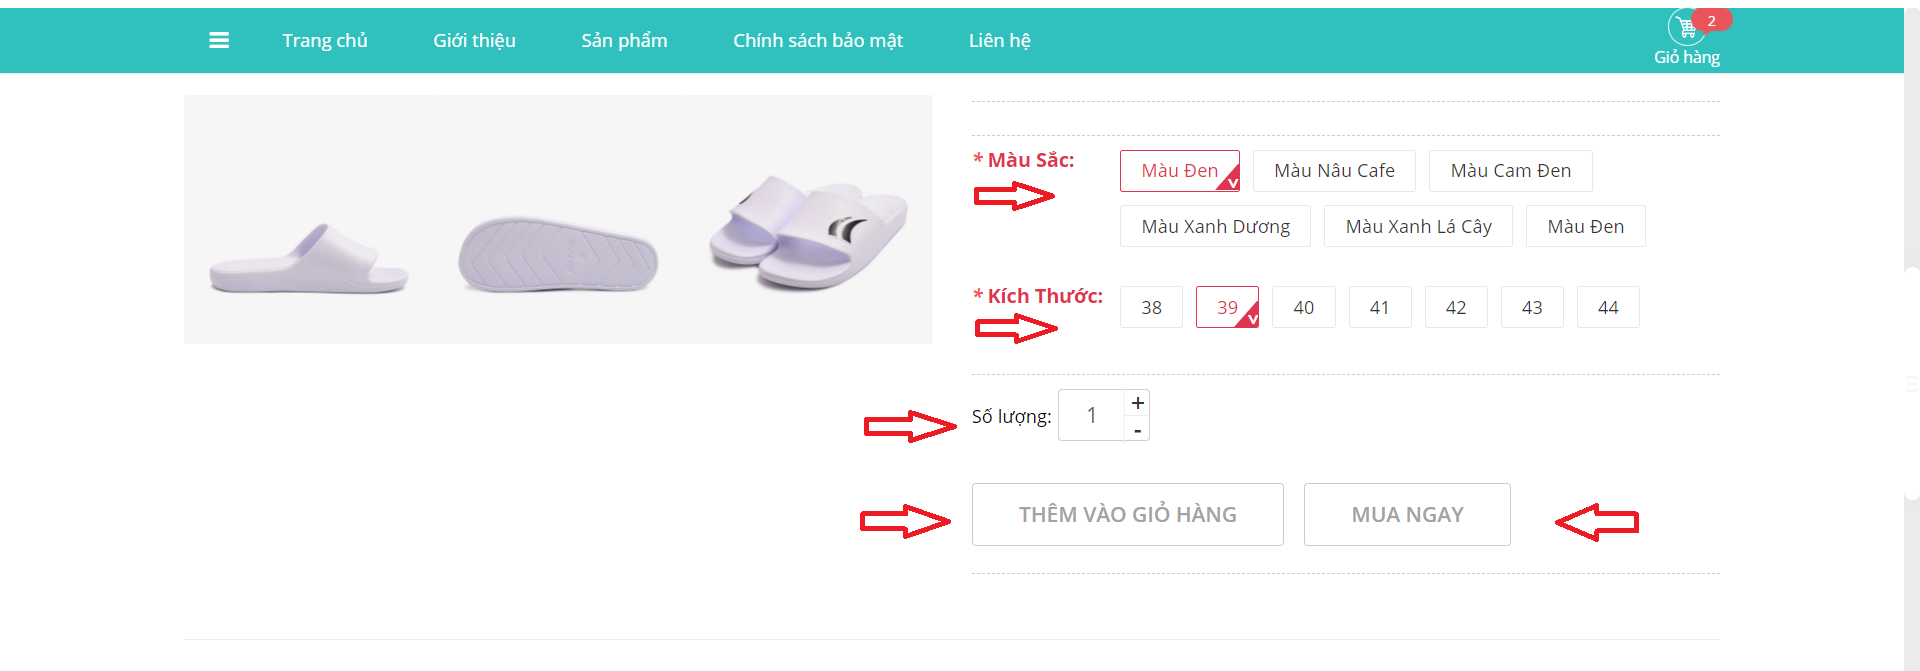 Trang chủ Giới thiệu Sản phẩm Chính sách bảo mật Liên hệ
2
Giỏ hàng
* Màu Sắc:
Màu Đen Màu Nâu Cafe Màu Cam Đen
Màu Xanh Dương Màu Xanh Lá Cây Màu Đen
* Kích Thước:
38 39 40 41 42 43 44
Số lượng: 1 + -
THÊM VÀO GIỎ HÀNG MUA NGAY